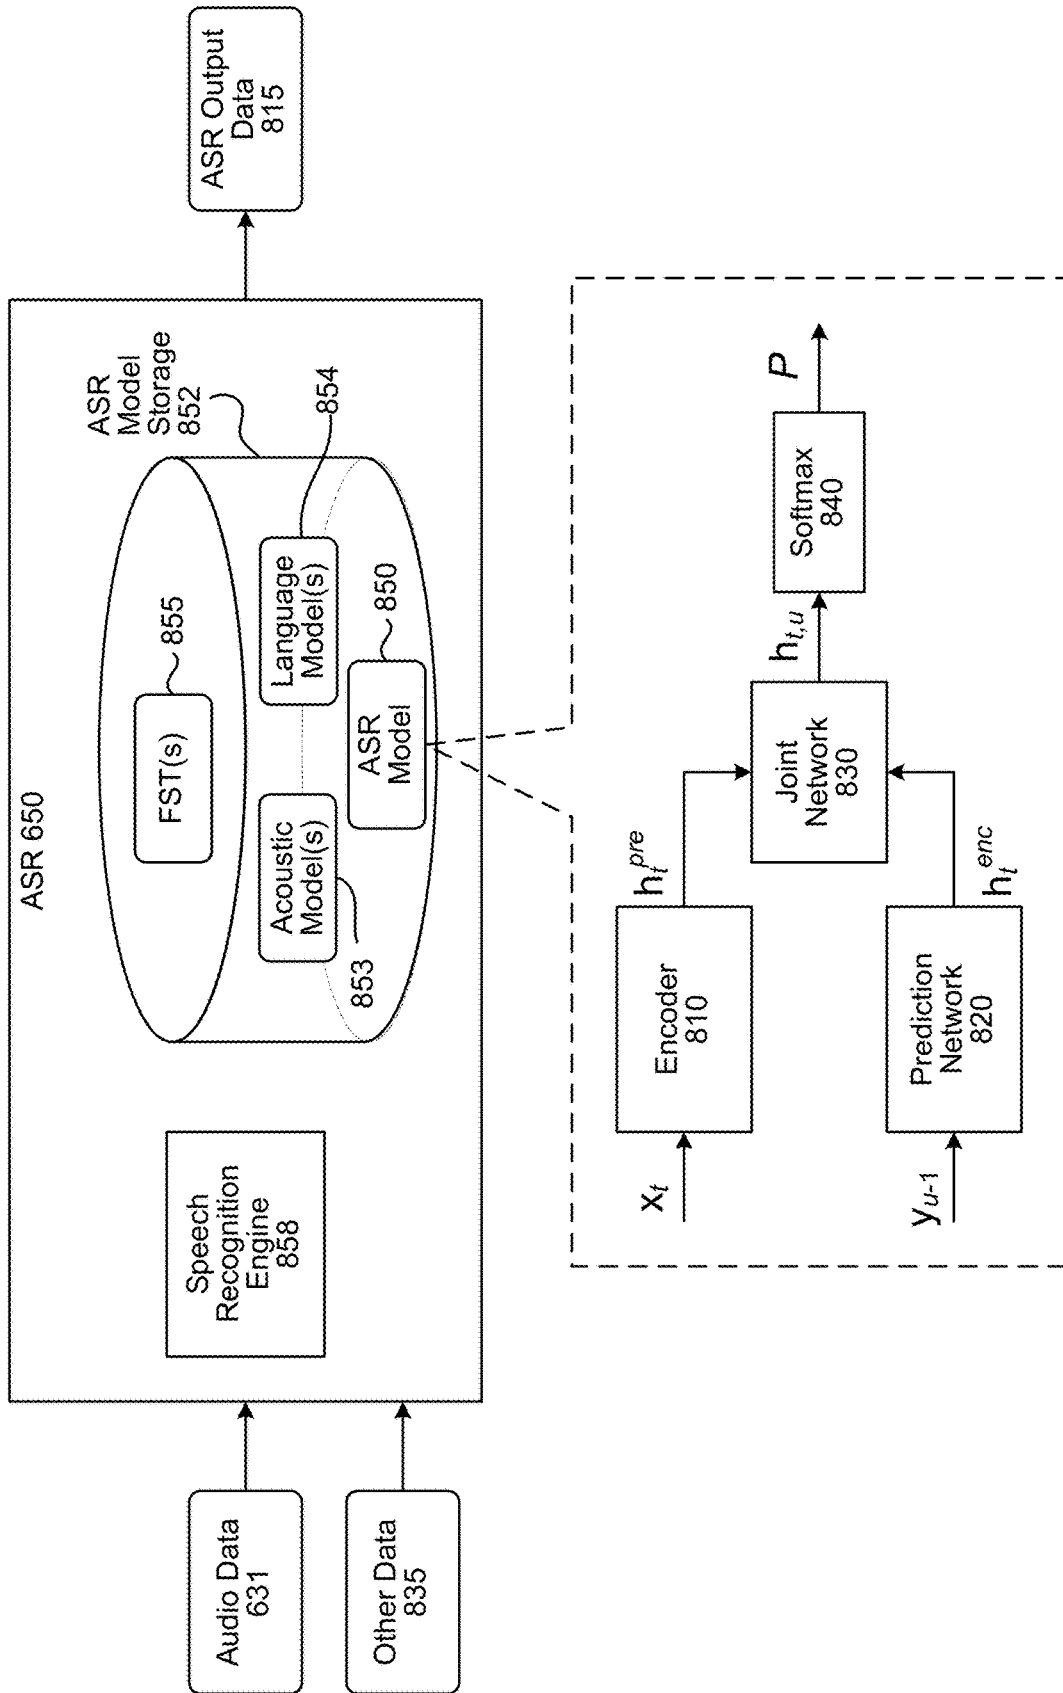 ASR 650
Audio Data
631
Other Data
835
Speech
Recognition
Engine
858
FST(s)
855
Acoustic
Model(s)
853
Language
Model(s)
854
ASR
Model
850
ASR
Model
Storage
852
ASR Output
Data
815
x_t
Encoder
810
h_t^pre
y_u-1
Prediction
Network
820
h_t^enc
Joint
Network
830
h_t,u
Softmax
840
P